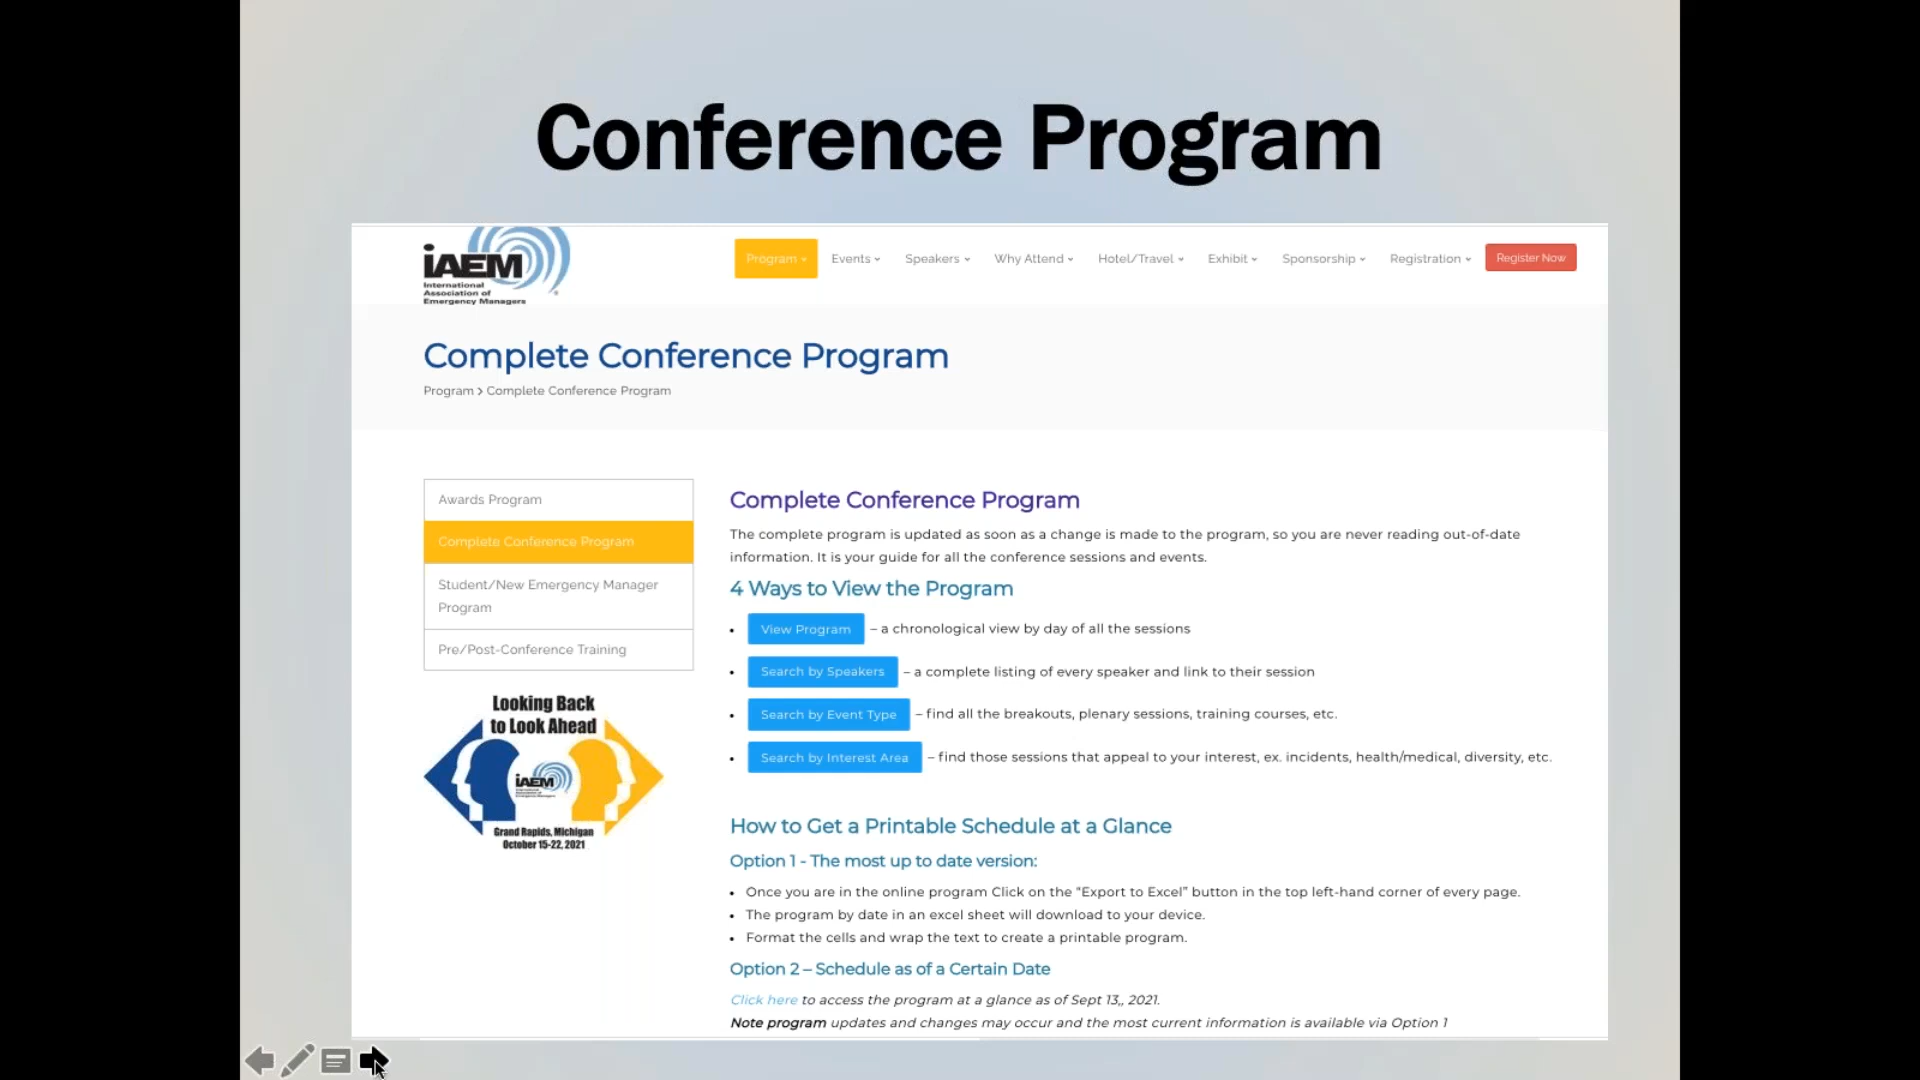 Conference Program
iAEM
International
Association of
Emergency Managers
Program Events Speakers Why Attend Hotel/Travel Exhibit Sponsorship Registration Register Now
Complete Conference Program
Program > Complete Conference Program
Awards Program
Complete Conference Program
Student/New Emergency Manager
Program
Pre/Post-Conference Training
Looking Back
to Look Ahead
iAEM
Grand Rapids, Michigan
October 15-22, 2021
Complete Conference Program
The complete program is updated as soon as a change is made to the program, so you are never reading out-of-date
information. It is your guide for all the conference sessions and events.
4 Ways to View the Program
• View Program – a chronological view by day of all the sessions
• Search by Speakers – a complete listing of every speaker and link to their session
• Search by Event Type – find all the breakouts, plenary sessions, training courses, etc.
• Search by Interest Area – find those sessions that appeal to your interest, ex. incidents, health/medical, diversity, etc.
How to Get a Printable Schedule at a Glance
Option 1 - The most up to date version:
• Once you are in the online program Click on the “Export to Excel” button in the top left-hand corner of every page.
• The program by date in an excel sheet will download to your device.
• Format the cells and wrap the text to create a printable program.
Option 2 – Schedule as of a Certain Date
Click here to access the program at a glance as of Sept 13,, 2021.
Note program updates and changes may occur and the most current information is available via Option 1